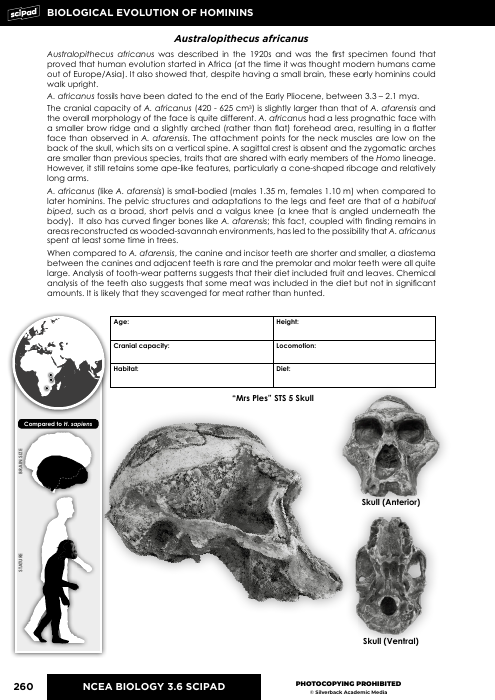 scipad BIOLOGICAL EVOLUTION OF HOMININS
Australopithecus africanus
Australopithecus africanus was described in the 1920s and was the first specimen found that
proved that human evolution started in Africa (at the time it was thought modern humans came
out of Europe/Asia). It also showed that, despite having a small brain, these early hominins could
walk upright.
A. africanus fossils have been dated to the end of the Early Pliocene, between 3.3 – 2.1 mya.
The cranial capacity of A. africanus (420 - 625 cm³) is slightly larger than that of A. afarensis and
the overall morphology of the face is quite different. A. africanus had a less prognathic face with
a smaller brow ridge and a slightly arched (rather than flat) forehead area, resulting in a flatter
face than observed in A. afarensis. The attachment points for the neck muscles are low on the
back of the skull, which sits on a vertical spine. A sagittal crest is absent and the zygomatic arches
are smaller than previous species, traits that are shared with early members of the Homo lineage.
However, it still retains some ape-like features, particularly a cone-shaped ribcage and relatively
long arms.
A. africanus (like A. afarensis) is small-bodied (males 1.35 m, females 1.10 m) when compared to
later hominins. The pelvic structures and adaptations to the legs and feet are that of a habitual
biped, such as a broad, short pelvis and a valgus knee (a knee that is angled underneath the
body). It also has curved finger bones like A. afarensis; this fact, coupled with finding remains in
areas reconstructed as wooded-savannah environments, has led to the possibility that A. africanus
spent at least some time in trees.
When compared to A. afarensis, the canine and incisor teeth are shorter and smaller, a diastema
between the canines and adjacent teeth is rare and the premolar and molar teeth were all quite
large. Analysis of tooth-wear patterns suggests that their diet included fruit and leaves. Chemical
analysis of the teeth also suggests that some meat was included in the diet but not in significant
amounts. It is likely that they scavenged for meat rather than hunted.
Age: Height:
Cranial capacity: Locomotion:
Habitat: Diet:
"Mrs Ples" STS 5 Skull
Compared to H. sapiens
BRAIN SIZE
Skull (Anterior)
STATURE
Skull (Ventral)
260 NCEA BIOLOGY 3.6 SCIPAD PHOTOCOPYING PROHIBITED
© Silverback Academic Media